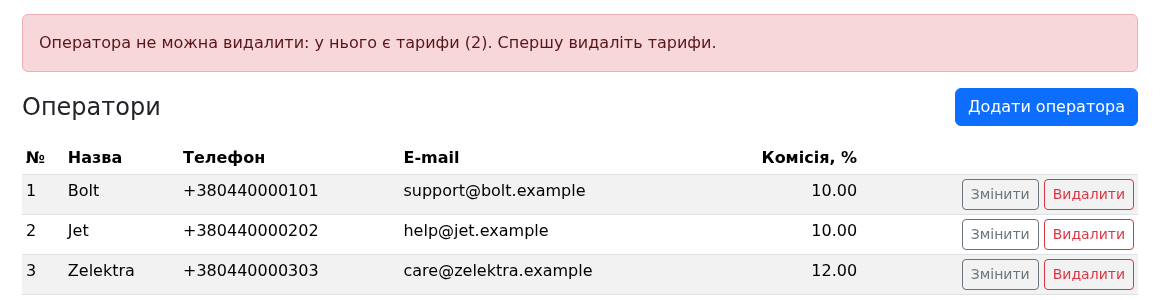 Оператора не можна видалити: у нього є тарифи (2). Спершу видаліть тарифи.
Оператори
Додати оператора
№ Назва Телефон E-mail Комісія, %
1 Bolt +380440000101 support@bolt.example 10.00 Змінити Видалити
2 Jet +380440000202 help@jet.example 10.00 Змінити Видалити
3 Zelektra +380440000303 care@zelektra.example 12.00 Змінити Видалити